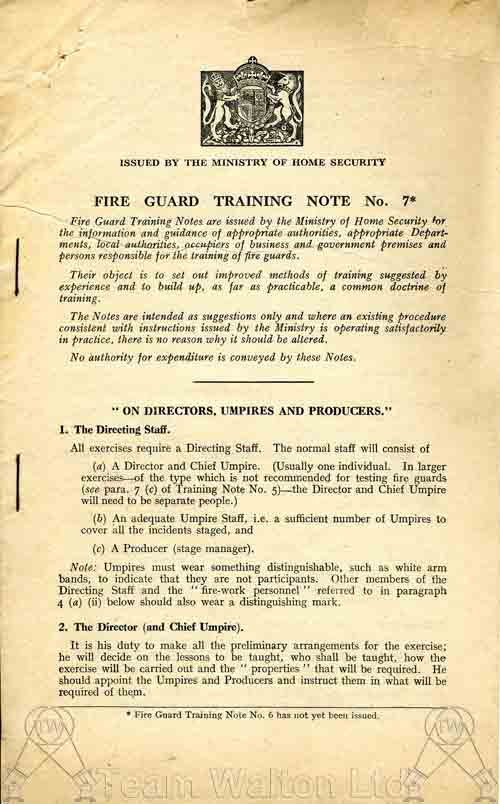 ISSUED BY THE MINISTRY OF HOME SECURITY
FIRE GUARD TRAINING NOTE No. 7*
Fire Guard Training Notes are issued by the Ministry of Home Security for
the information and guidance of appropriate authorities, appropriate Depart-
ments, local authorities, occupiers of business and government premises and
persons responsible for the training of fire guards.
Their object is to set out improved methods of training suggested by
experience and to build up, as far as practicable, a common doctrine of
training.
The Notes are intended as suggestions only and where an existing procedure
consistent with instructions issued by the Ministry is operating satisfactorily
in practice, there is no reason why it should be altered.
No authority for expenditure is conveyed by these Notes.
" ON DIRECTORS, UMPIRES AND PRODUCERS."
1. The Directing Staff.
All exercises require a Directing Staff. The normal staff will consist of
(a) A Director and Chief Umpire. (Usually one individual. In larger
exercises—of the type which is not recommended for testing fire guards
(see para. 7 (c) of Training Note No. 5)—the Director and Chief Umpire
will need to be separate people.)
(b) An adequate Umpire Staff, i.e. a sufficient number of Umpires to
cover all the incidents staged, and
(c) A Producer (stage manager).
Note: Umpires must wear something distinguishable, such as white arm
bands, to indicate that they are not participants. Other members of the
Directing Staff and the " fire-work personnel " referred to in paragraph
4 (a) (ii) below should also wear a distinguishing mark.
2. The Director (and Chief Umpire).
It is his duty to make all the preliminary arrangements for the exercise;
he will decide on the lessons to be taught, who shall be taught, how the
exercise will be carried out and the " properties " that will be required. He
should appoint the Umpires and Producers and instruct them in what will be
required of them.
* Fire Guard Training Note No. 6 has not yet been issued.
TW
TW
Team Walton Ltd